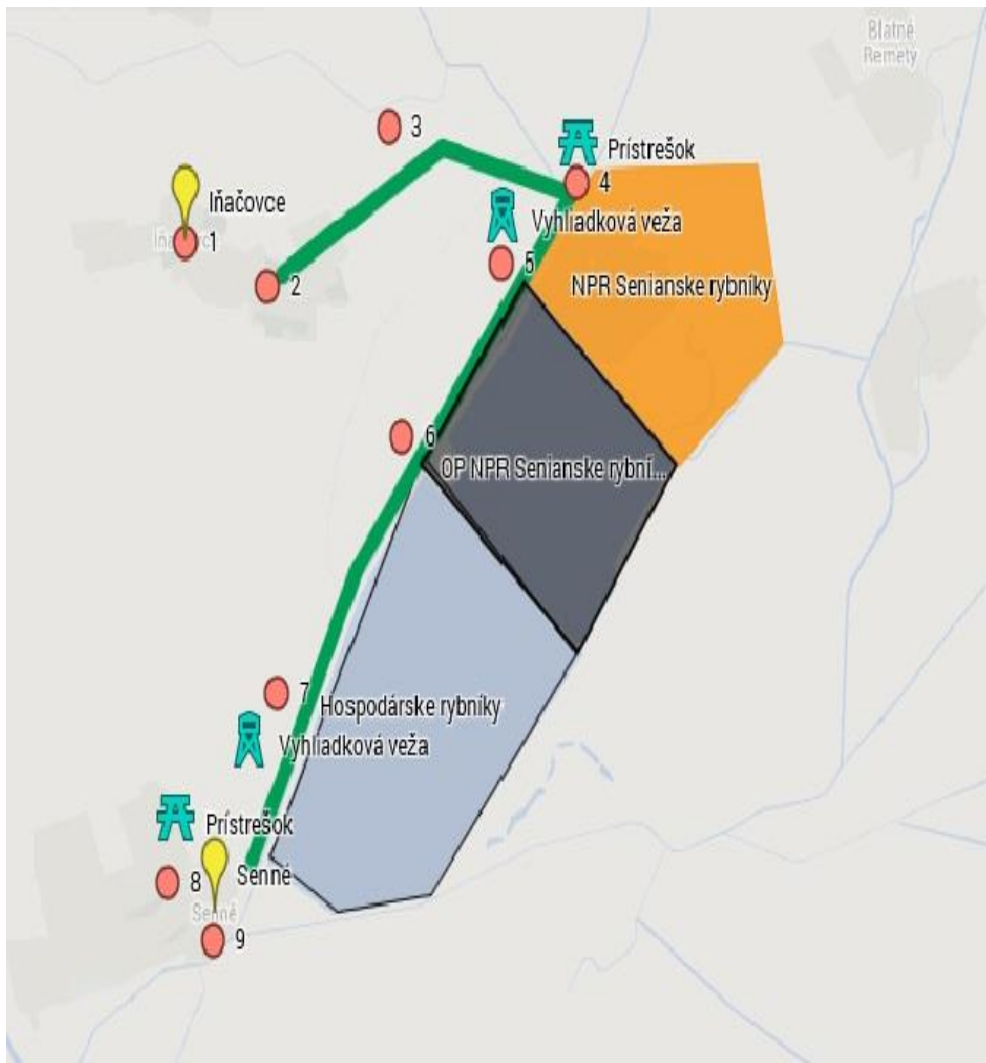 Blatné
Remety
3
Prístrešok
4
Iňačovce
Vyhliadková veža
1
5
2
NPR Senianske rybníky
6
OP NPR Senianske rybní...
7
Hospodárske rybníky
Vyhliadková veža
Prístrešok
Senné
8
Senné
9